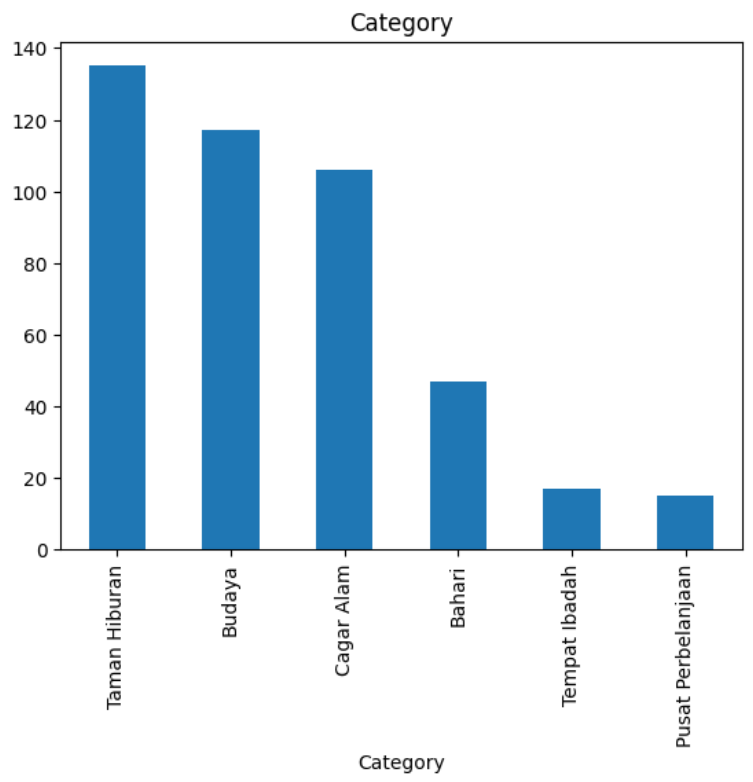 Category
140
120
100
80
60
40
20
0
Taman Hiburan
Budaya
Cagar Alam
Bahari
Tempat Ibadah
Pusat Perbelanjaan
Category